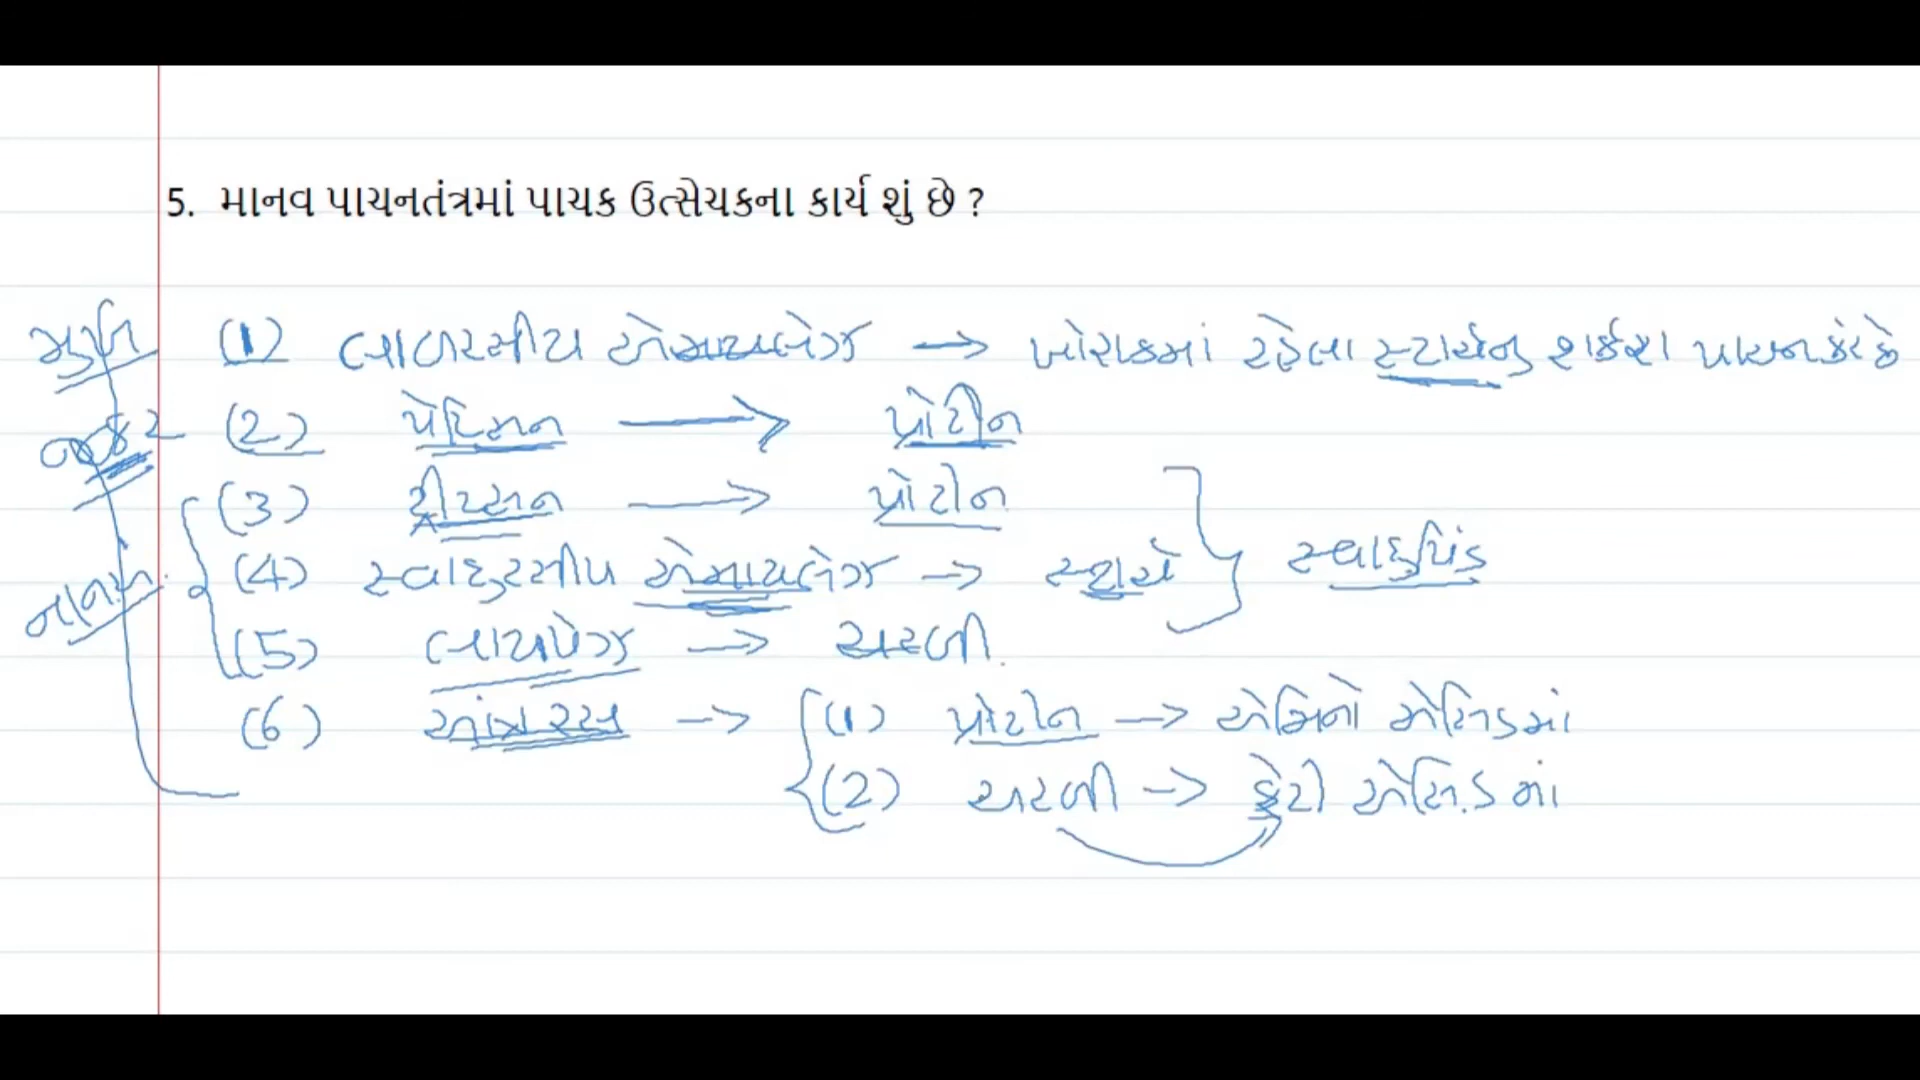 5. માનવ પાચનતંત્રમાં પાચક ઉત્સેચકના કાર્ય શું છે ?
(1) લાળરસીય એમાયલેઝ → ખોરાકમાં રહેલા સ્ટાર્ચનુ શર્કરા પાચન કરે છે
જઠર (2) પેપ્સિન → પ્રોટીન
(3) ટ્રીપ્સિન → પ્રોટીન
(4) સ્વાદુરસીય એમાયલેઝ → સ્ટાર્ચ
સ્વાદુપિંડ
(5) લાયપેઝ → ચરબી.
(6) આંત્રરસ → (1) પ્રોટીન → એમિનો એસિડમાં
(2) ચરબી → ફેટી એસિડ માં